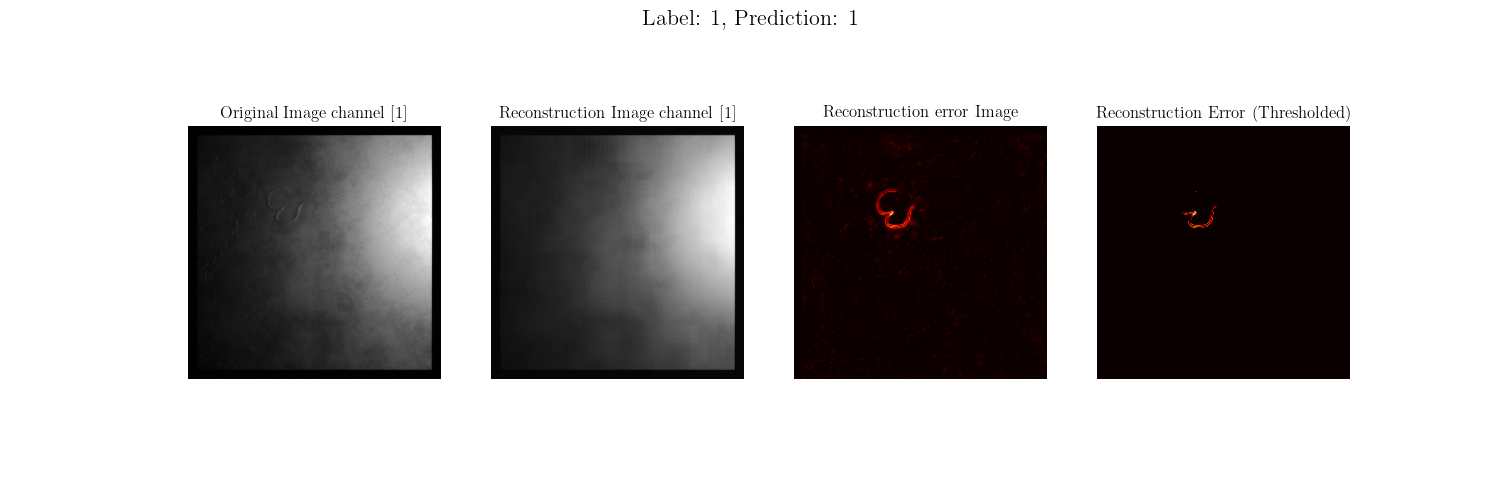 Label: 1, Prediction: 1
Original Image channel [1]
Reconstruction Image channel [1]
Reconstruction error Image
Reconstruction Error (Thresholded)